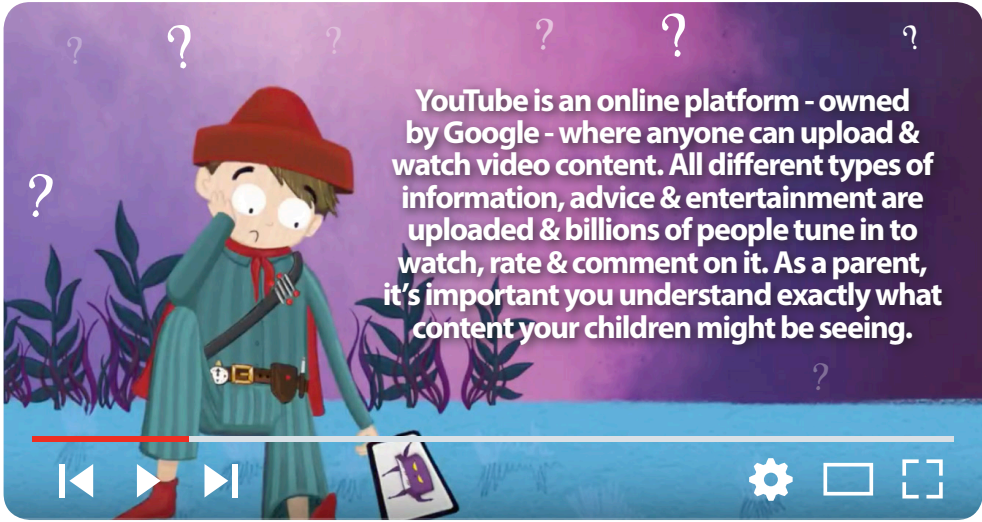 YouTube is an online platform - owned
by Google - where anyone can upload &
watch video content. All different types of
information, advice & entertainment are
uploaded & billions of people tune in to
watch, rate & comment on it. As a parent,
it's important you understand exactly what
content your children might be seeing.